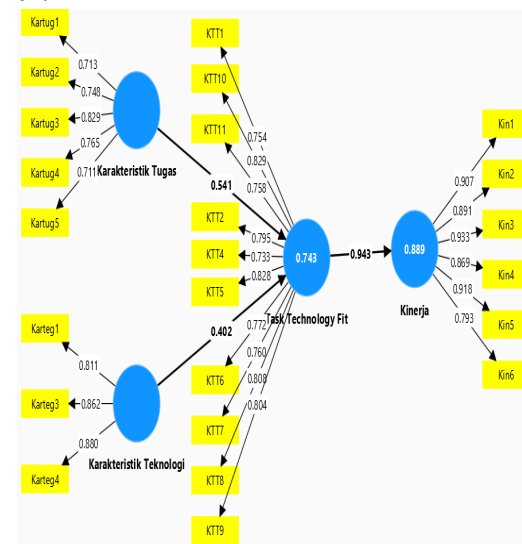 Kartug1
0.713
Kartug2
0.748
Kartug3
0.829
Kartug4
0.765
Kartug5
0.711
Karakteristik Tugas
0.541
KTT1
0.754
KTT10
0.829
KTT11
0.758
KTT2
0.795
KTT4
0.733
KTT5
0.828
0.743
Task Technology Fit
KTT6
0.772
KTT7
0.760
KTT8
0.808
KTT9
0.804
0.943
0.889
Kinerja
Kin1
0.907
Kin2
0.891
Kin3
0.933
Kin4
0.869
Kin5
0.918
Kin6
0.793
Karteg1
0.811
Karteg3
0.862
Karteg4
0.880
Karakteristik Teknologi
0.402